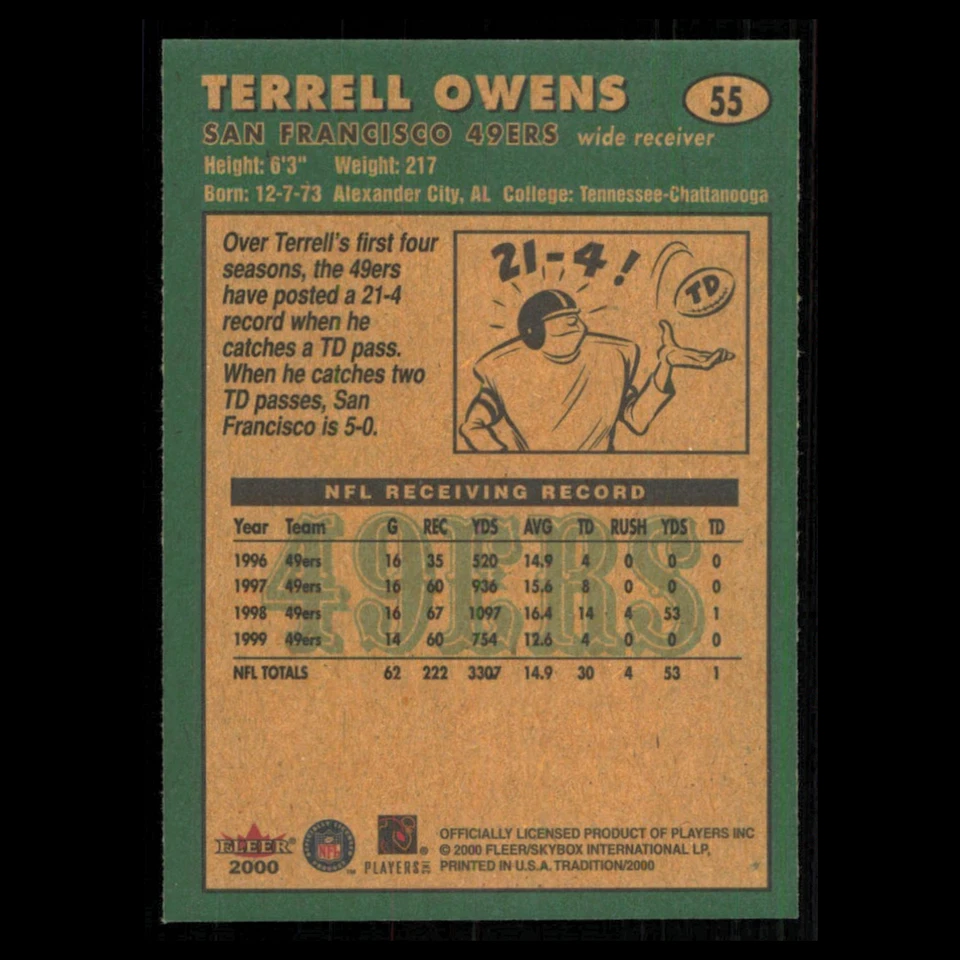 TERRELL OWENS
55
SAN FRANCISCO 49ERS wide receiver
Height: 6'3" Weight: 217
Born: 12-7-73 Alexander City, AL College: Tennessee-Chattanooga
Over Terrell's first four
seasons, the 49ers
have posted a 21-4
record when he
catches a TD pass.
When he catches two
TD passes, San
Francisco is 5-0.
21-4!
TD
NFL RECEIVING RECORD
49ERS
Year Team G REC YDS AVG TD RUSH YDS TD
1996 49ers 16 35 520 14.9 4 0 0 0
1997 49ers 16 60 936 15.6 8 0 0 0
1998 49ers 16 67 1097 16.4 14 4 53 1
1999 49ers 14 60 754 12.6 4 0 0 0
NFL TOTALS 62 222 3307 14.9 30 4 53 1
FLEER
2000
NFL
PLAYERS INC
OFFICIALLY LICENSED PRODUCT OF PLAYERS INC
© 2000 FLEER/SKYBOX INTERNATIONAL LP,
PRINTED IN U.S.A. TRADITION/2000